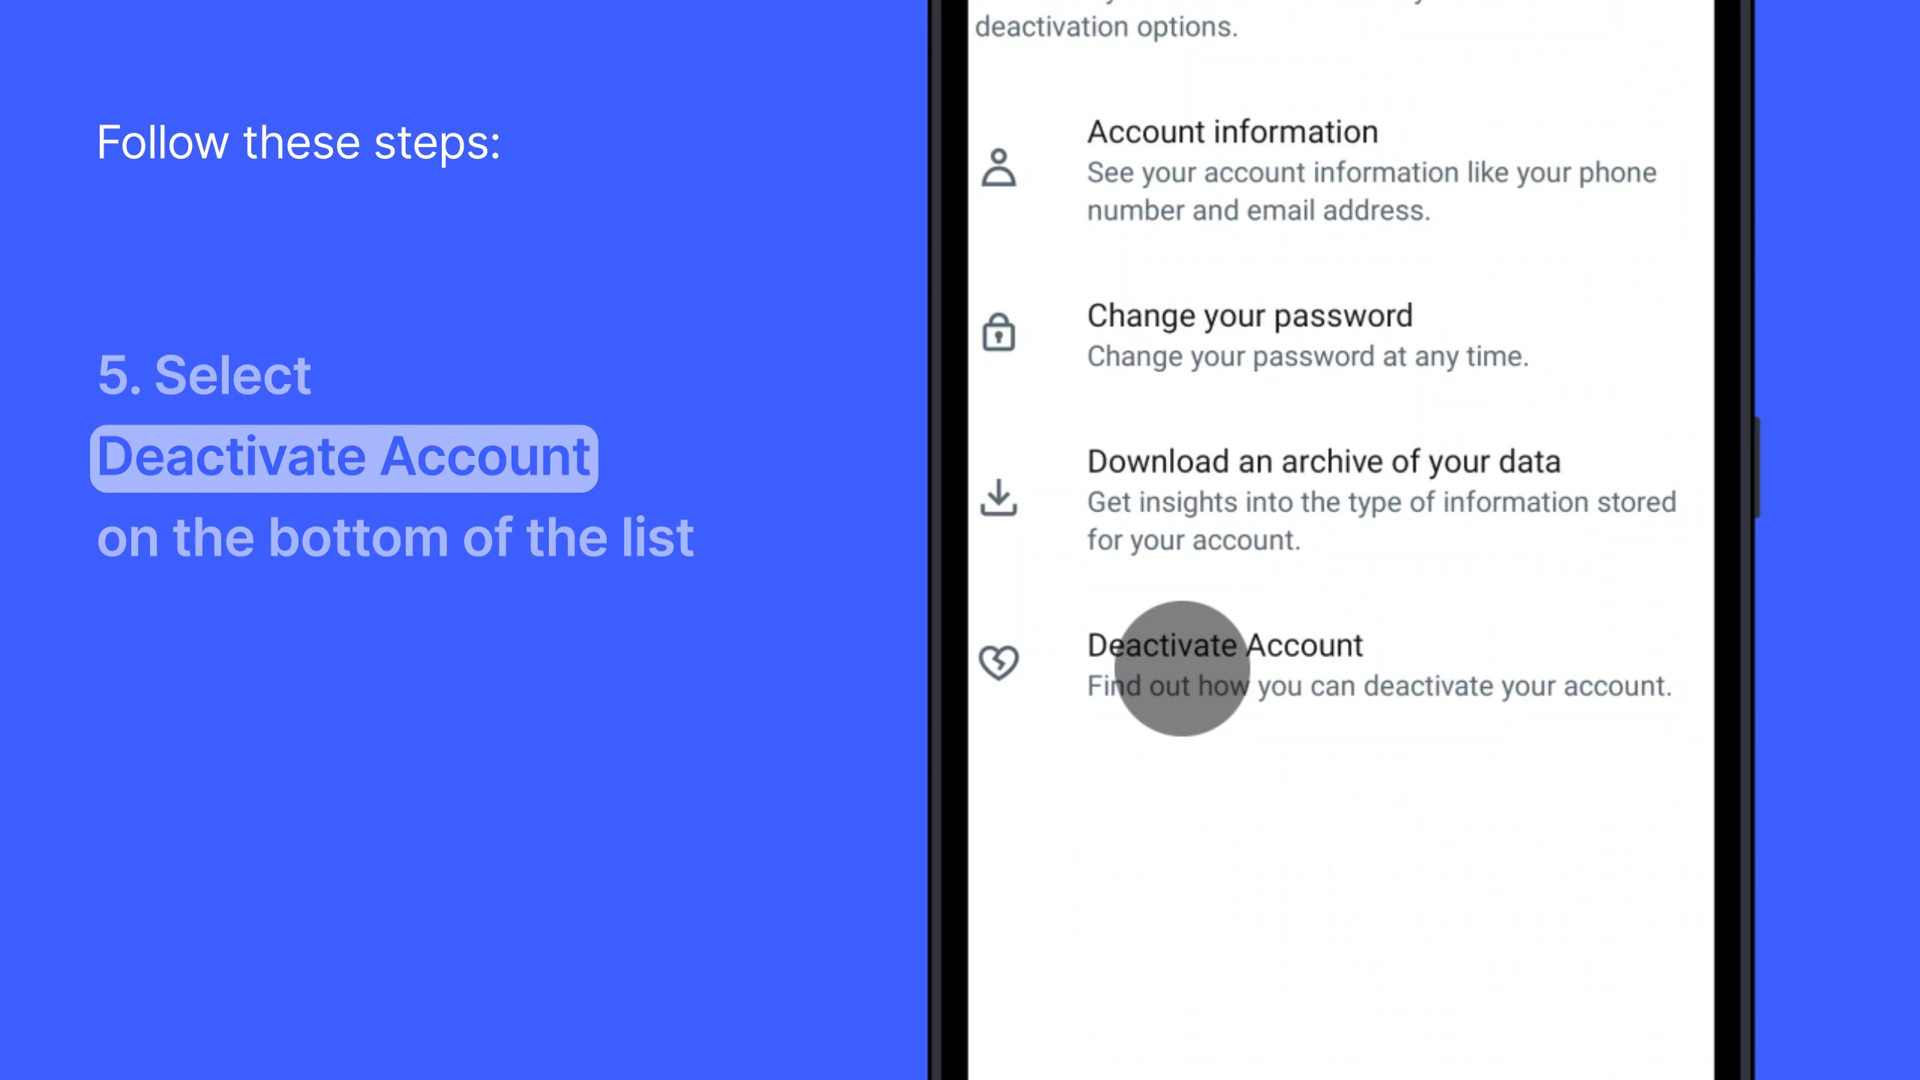 Follow these steps:
5. Select
Deactivate Account
on the bottom of the list
deactivation options.
Account information
See your account information like your phone
number and email address.
Change your password
Change your password at any time.
Download an archive of your data
Get insights into the type of information stored
for your account.
Deactivate Account
Find out how you can deactivate your account.